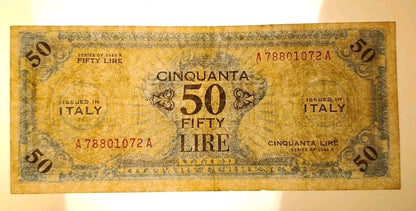 50
SERIES OF 1943 A
FIFTY LIRE
50
CINQUANTA
A 78801072 A
50
ISSUED IN
ITALY
ISSUED IN
ITALY
FIFTY
A 78801072 A
LIRE
CINQUANTA LIRE
SERIES OF 1943 A
50
ALLIED MILITARY
CURRENCY
50